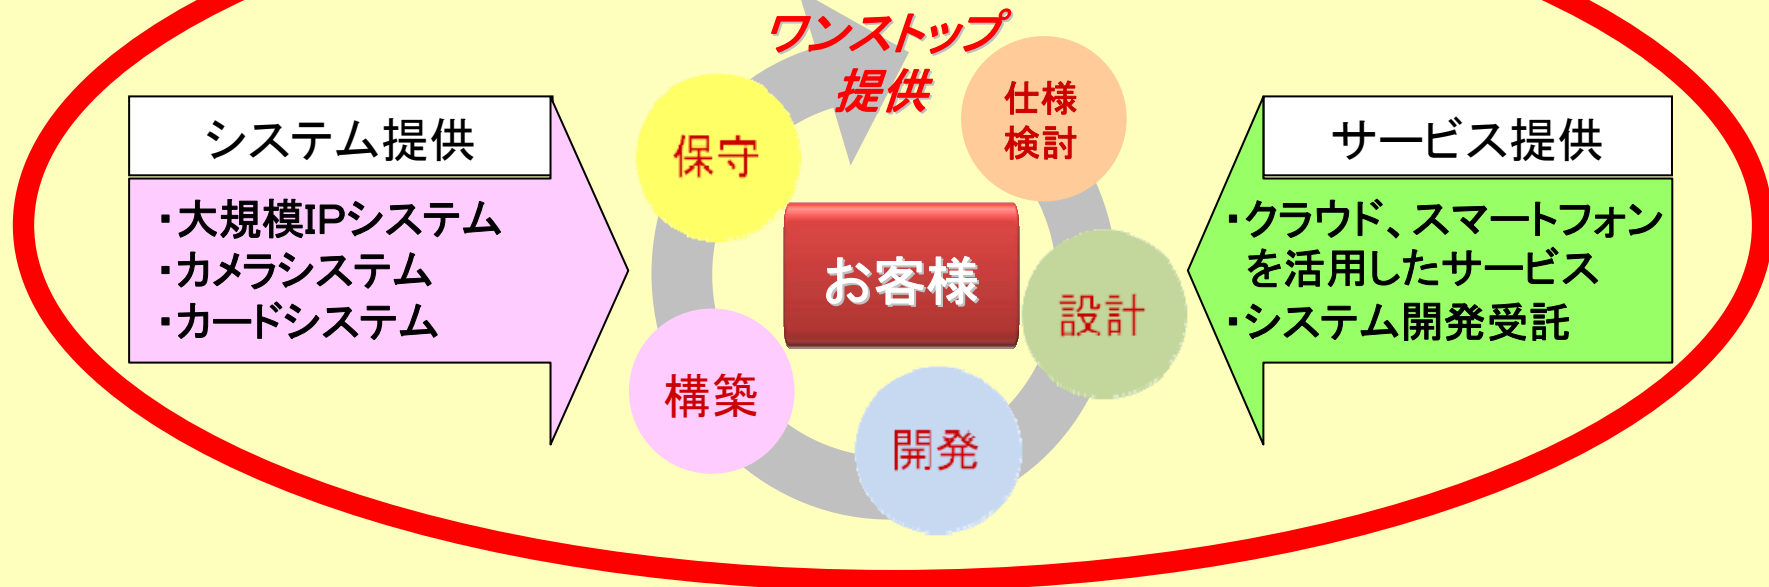 ワンストップ
提供
システム提供
・大規模IPシステム
・カメラシステム
・カードシステム
保守
仕様
検討
お客様
設計
構築
開発
サービス提供
・クラウド、スマートフォン
を活用したサービス
・システム開発受託